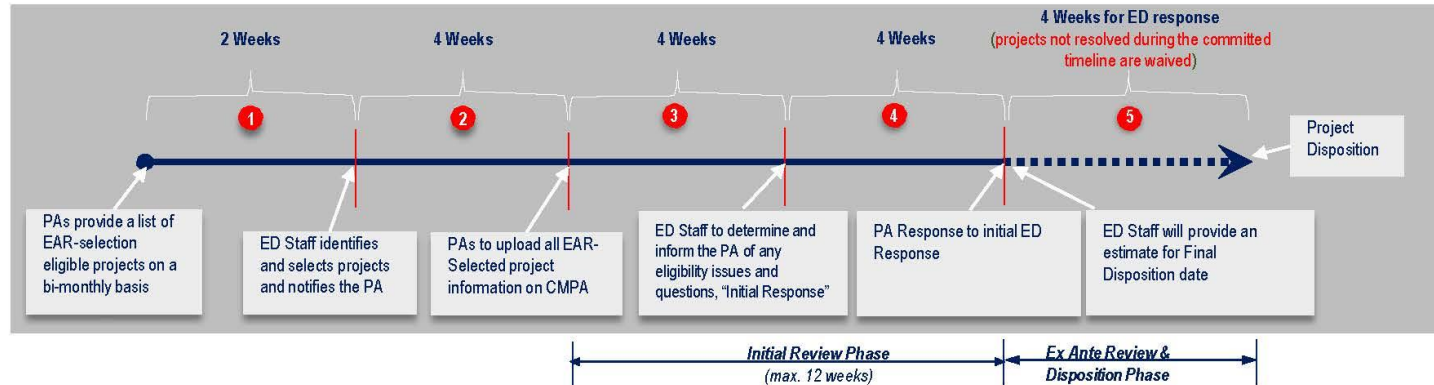 2 Weeks
4 Weeks
4 Weeks
4 Weeks
4 Weeks for ED response
(projects not resolved during the committed
timeline are waived)
1
2
3
4
5
Project
Disposition
PAs provide a list of
EAR-selection
eligible projects on a
bi-monthly basis
ED Staff identifies
and selects projects
and notifies the PA
PAs to upload all EAR-
Selected project
information on CMPA
ED Staff to determine and
inform the PA of any
eligibility issues and
questions, “Initial Response”
PA Response to initial ED
Response
ED Staff will provide an
estimate for Final
Disposition date
Initial Review Phase
(max. 12 weeks)
Ex Ante Review &
Disposition Phase